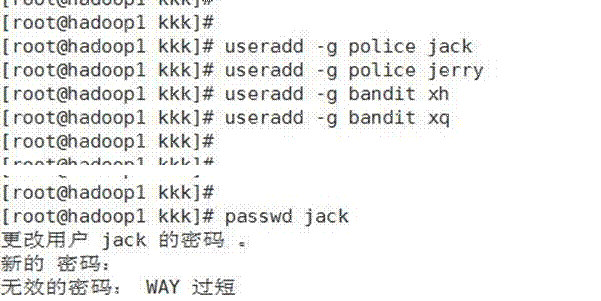 [root@hadoop1 kkk]#
[root@hadoop1 kkk]#
[root@hadoop1 kkk]# useradd -g police jack
[root@hadoop1 kkk]# useradd -g police jerry
[root@hadoop1 kkk]# useradd -g bandit xh
[root@hadoop1 kkk]# useradd -g bandit xq
[root@hadoop1 kkk]#
[root@hadoop1 kkk]#
[root@hadoop1 kkk]#
[root@hadoop1 kkk]# passwd jack
更改用户 jack 的密码 。
新的 密码：
无效的密码： WAY 过短